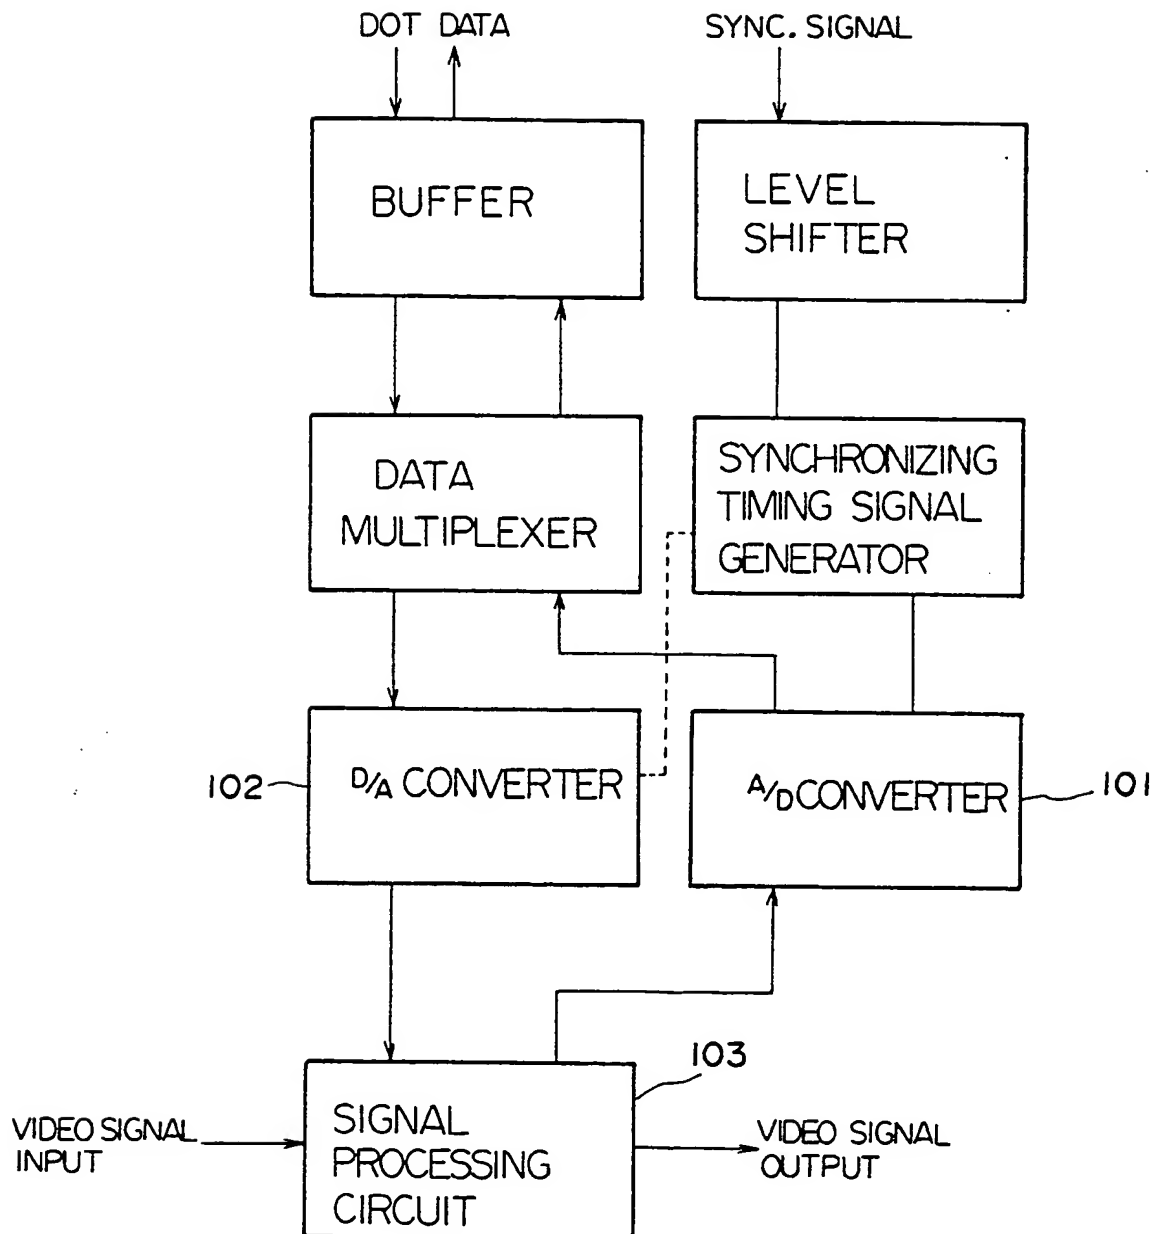 DOT DATA
SYNC. SIGNAL
BUFFER
LEVEL
SHIFTER
DATA
MULTIPLEXER
SYNCHRONIZING
TIMING SIGNAL
GENERATOR
102
D/A CONVERTER
A/D CONVERTER
101
103
VIDEO SIGNAL
INPUT
SIGNAL
PROCESSING
CIRCUIT
VIDEO SIGNAL
OUTPUT